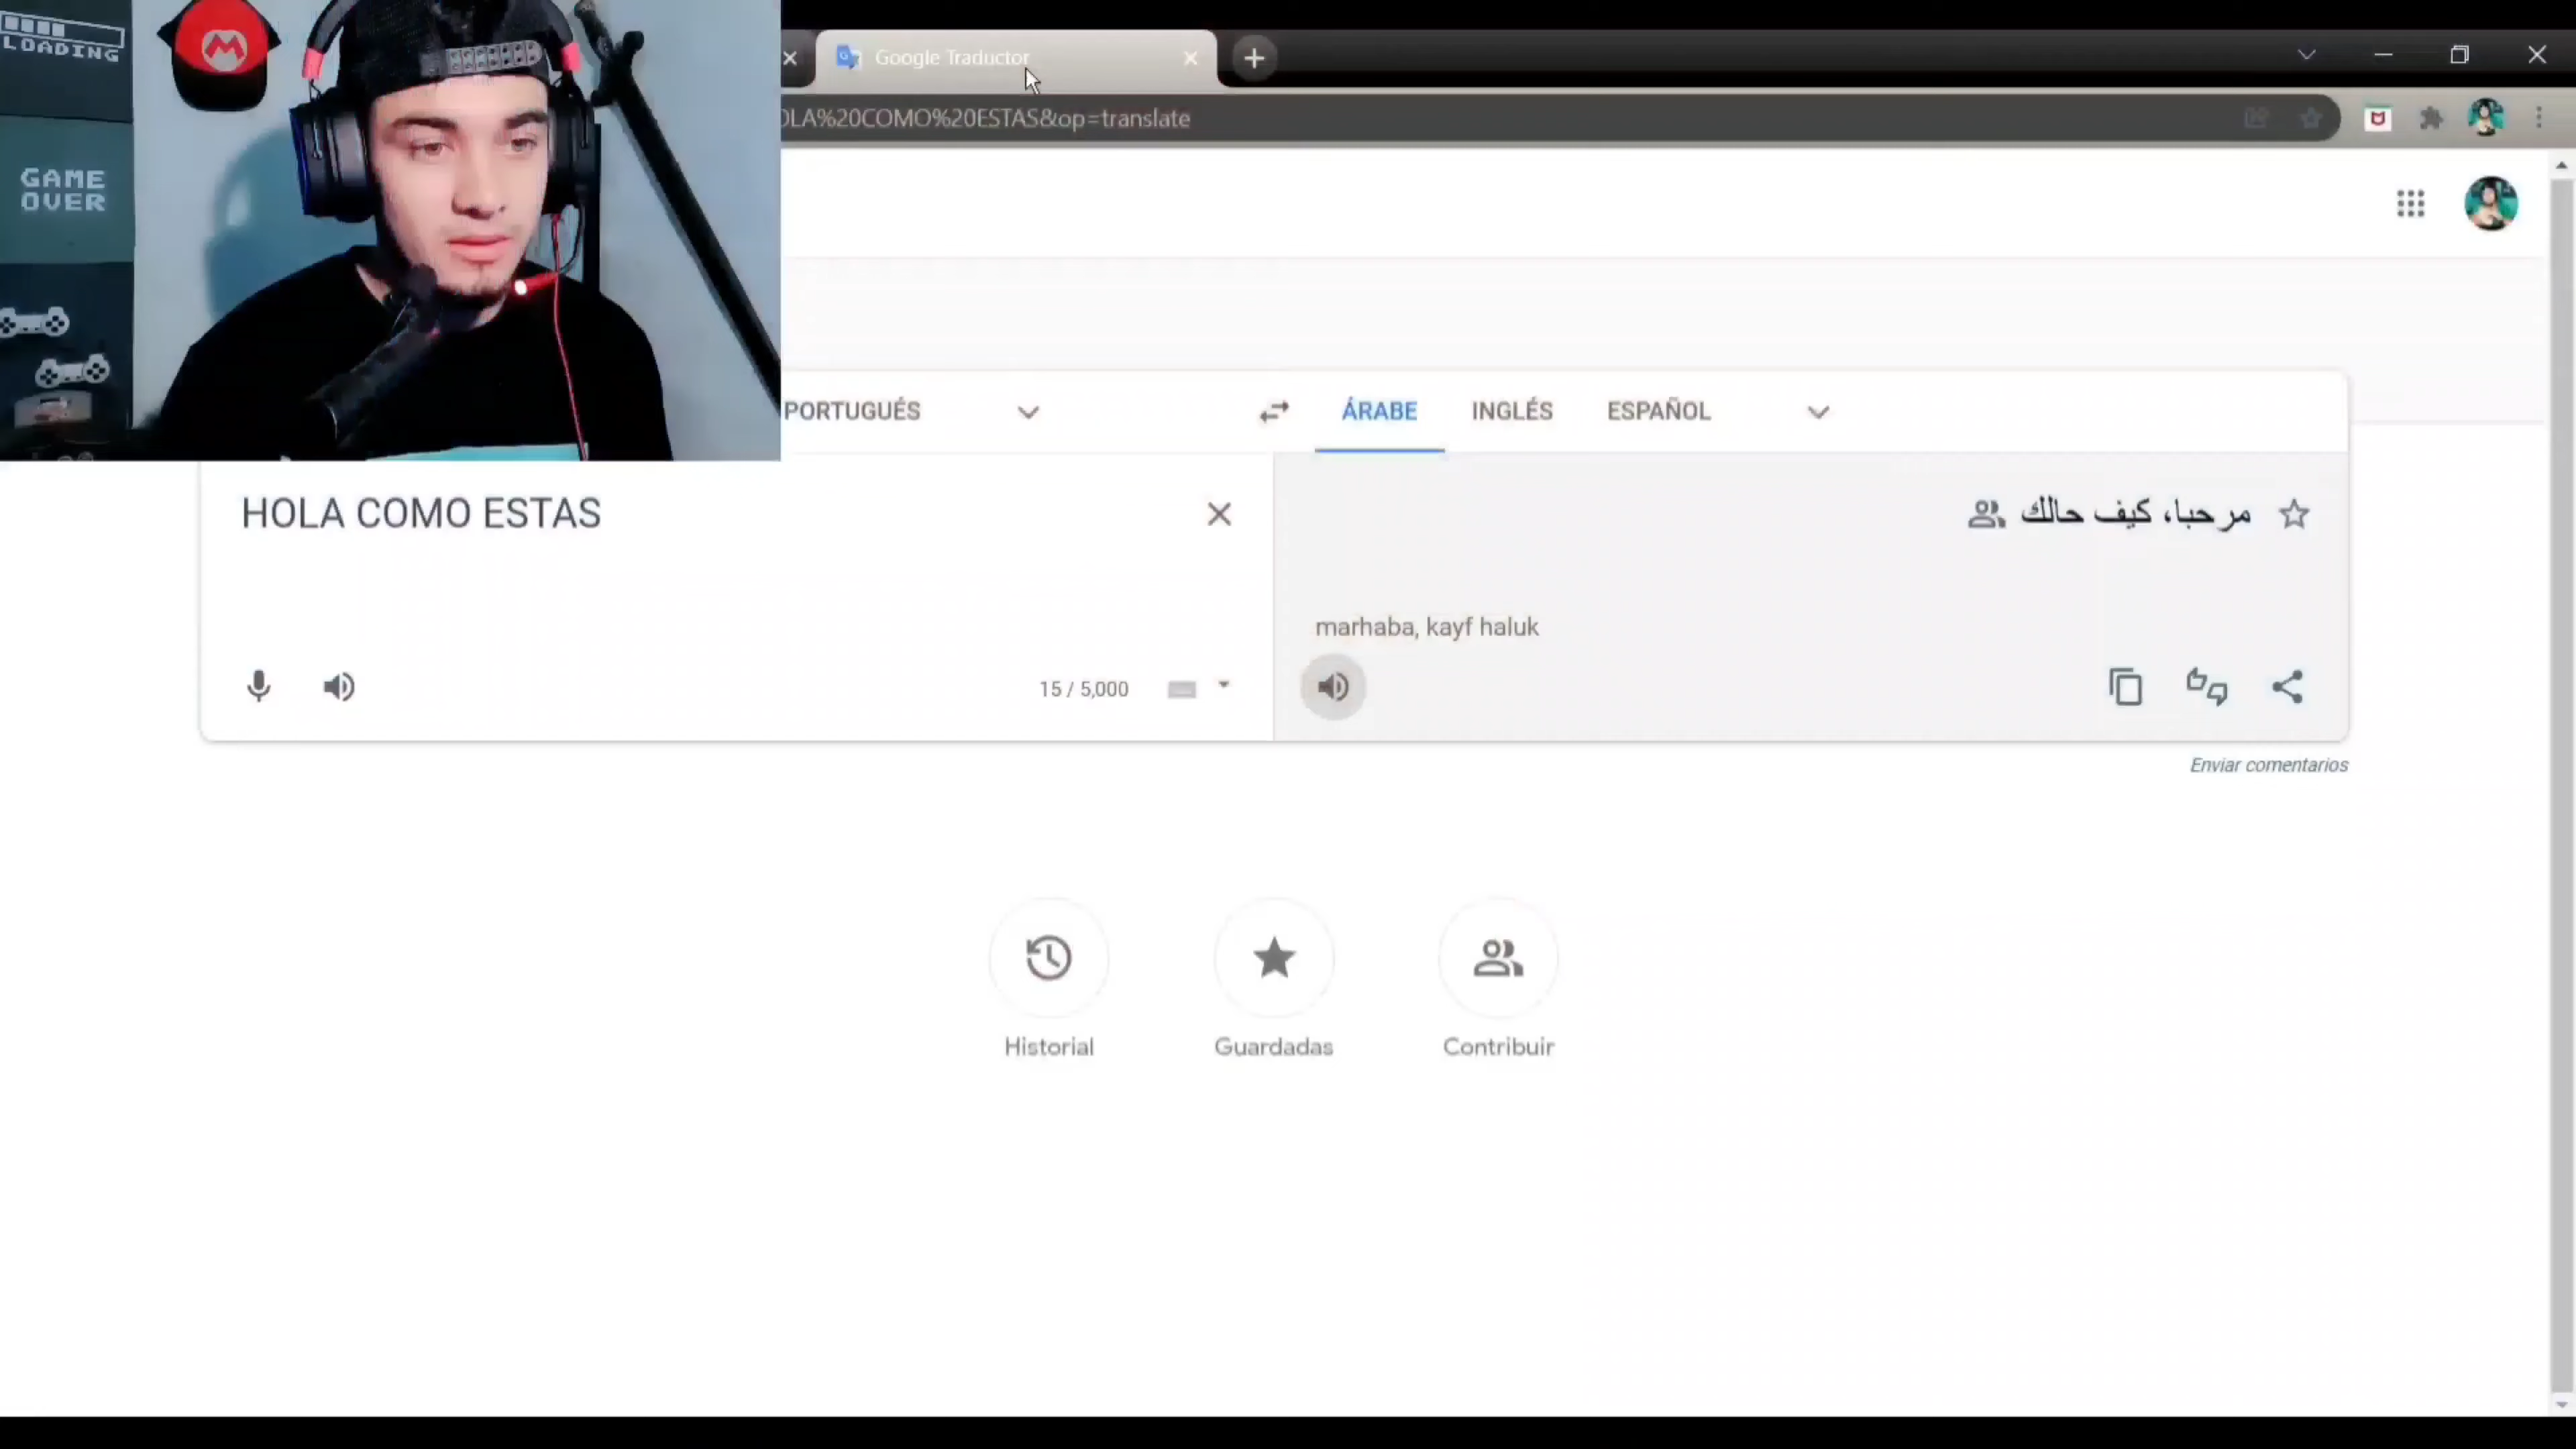 LOADING
GAME
OVER
Google Traductor
OLA%20COMO%20ESTAS&op=translate
PORTUGUÉS
ÁRABE
INGLÉS
ESPAÑOL
HOLA COMO ESTAS
مرحبا، كيف حالك
marhaba, kayf haluk
15 / 5,000
Enviar comentarios
Historial
Guardadas
Contribuir